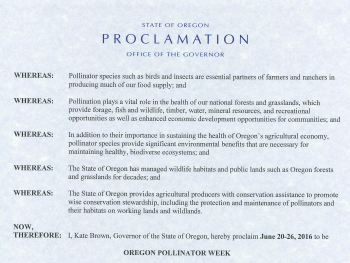 STATE OF OREGON
PROCLAMATION
OFFICE OF THE GOVERNOR
WHEREAS: Pollinator species such as birds and insects are essential partners of farmers and ranchers in
producing much of our food supply; and
WHEREAS: Pollination plays a vital role in the health of our national forests and grasslands, which
provide forage, fish and wildlife, timber, water, mineral resources, and recreational
opportunities as well as enhanced economic development opportunities for communities; and
WHEREAS: In addition to their importance in sustaining the health of Oregon's agricultural economy,
pollinator species provide significant environmental benefits that are necessary for
maintaining healthy, biodiverse ecosystems; and
WHEREAS: The State of Oregon has managed wildlife habitats and public lands such as Oregon forests
and grasslands for decades; and
WHEREAS: The State of Oregon provides agricultural producers with conservation assistance to promote
wise conservation stewardship, including the protection and maintenance of pollinators and
their habitats on working lands and wildlands.
NOW,
THEREFORE: I, Kate Brown, Governor of the State of Oregon, hereby proclaim June 20-26, 2016 to be
OREGON POLLINATOR WEEK